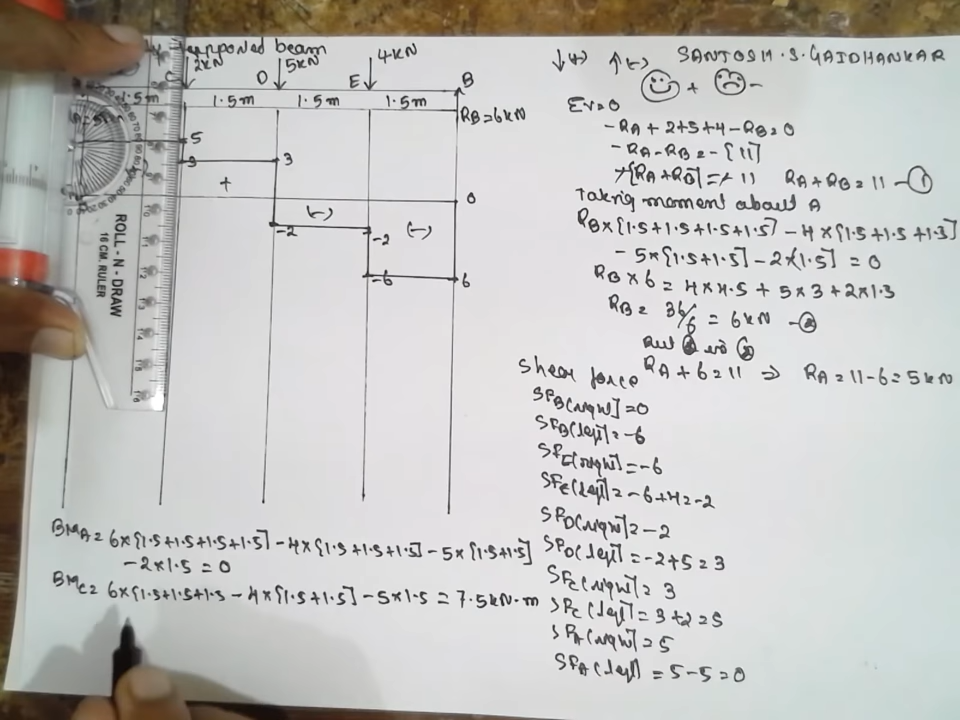 supported beam
2kN 5kN 4kN
C D E B
1.5m 1.5m 1.5m 1.5m
RB=6kN
5
3 3
+
0
(-) (-)
-2 -2
-6 6
ROLL-N-DRAW
16 CM. RULER
↓+ ↑(-) SANTOSH.S.GAIDHANKAR
+ -
ΣV=0
-RA+2+5+4-RB=0
-RA-RB=-[11]
+[RA+RB]=+11 RA+RB=11-①
Taking moment about A
RB×[1.5+1.5+1.5+1.5]-4×[1.5+1.5+1.5]
-5×[1.5+1.5]-2×[1.5]=0
RB×6=4×4.5+5×3+2×1.5
RB=36/6=6kN-②
RA+6=11 ⇒ RA=11-6=5kN
Shear force
SFB[right]=0
SFB(left)=-6
SFE[right]=-6
SFE(left)=-6+4=-2
SFD[right]=-2
SFD(left)=-2+5=3
SFC[right]=3
SFC(left)=3+2=5
SFA[right]=5
SFA(left)=5-5=0
BMA=6×[1.5+1.5+1.5+1.5]-4×[1.5+1.5+1.5]-5×[1.5+1.5]
-2×1.5=0
BMC=6×[1.5+1.5+1.5-4×[1.5+1.5]-5×1.5=7.5kN.m